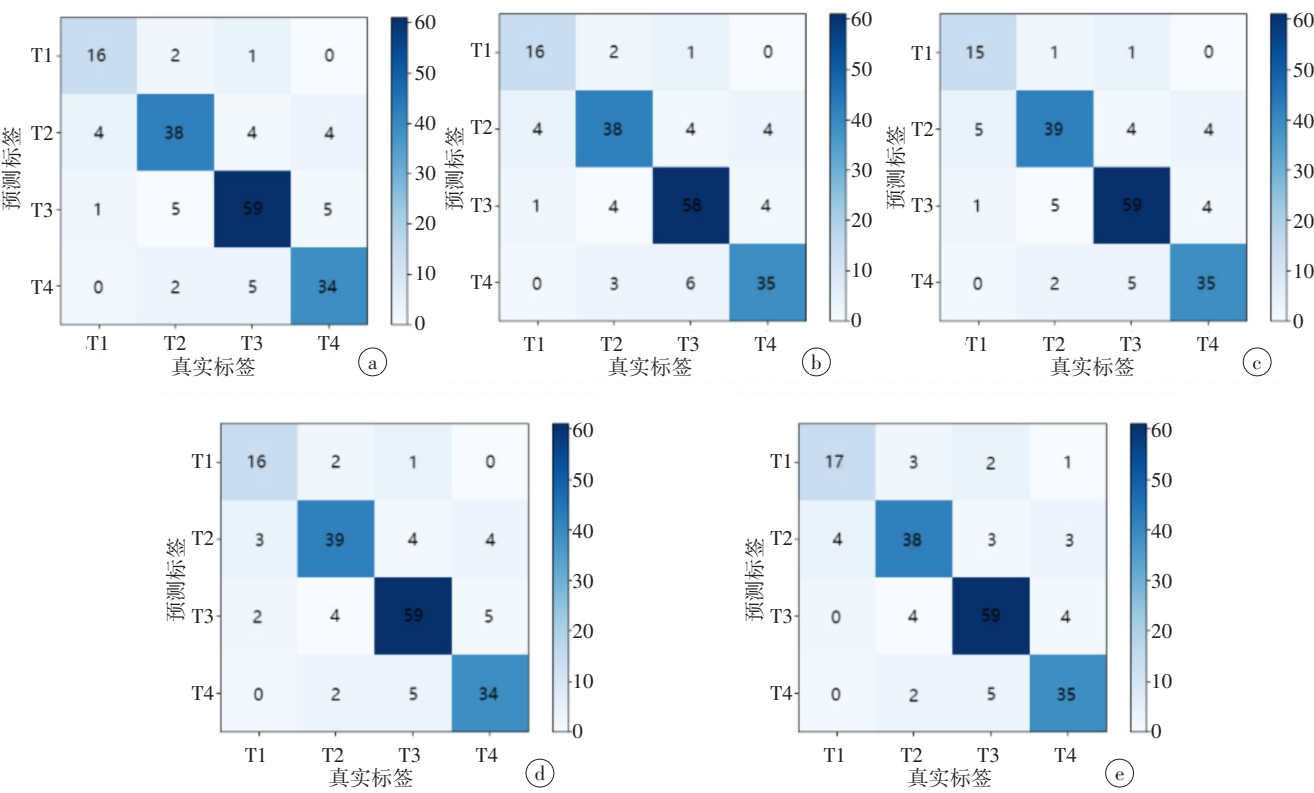 T1 16 2 1 0
T2 4 38 4 4
T3 1 5 59 5
T4 0 2 5 34
T1 T2 T3 T4
预测标签
真实标签
60
50
40
30
20
10
0
a
T1 16 2 1 0
T2 4 38 4 4
T3 1 4 58 4
T4 0 3 6 35
T1 T2 T3 T4
预测标签
真实标签
60
50
40
30
20
10
0
b
T1 15 1 1 0
T2 5 39 4 4
T3 1 5 59 4
T4 0 2 5 35
T1 T2 T3 T4
预测标签
真实标签
60
50
40
30
20
10
0
c
T1 16 2 1 0
T2 3 39 4 4
T3 2 4 59 5
T4 0 2 5 34
T1 T2 T3 T4
预测标签
真实标签
60
50
40
30
20
10
0
d
T1 17 3 2 1
T2 4 38 3 3
T3 0 4 59 4
T4 0 2 5 35
T1 T2 T3 T4
预测标签
真实标签
60
50
40
30
20
10
0
e